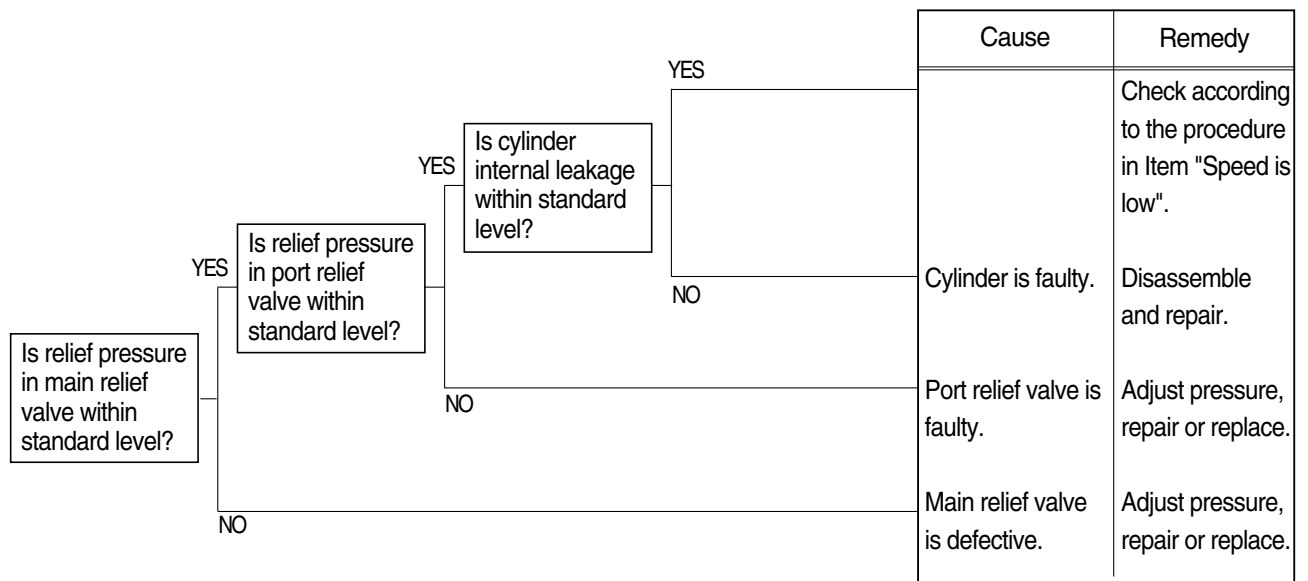 Cause
Remedy
YES
Check according
to the procedure
in Item "Speed is
low".
Is cylinder
internal leakage
within standard
level?
YES
NO
Cylinder is faulty.
Disassemble
and repair.
Is relief pressure
in port relief
valve within
standard level?
YES
NO
Port relief valve is
faulty.
Adjust pressure,
repair or replace.
Is relief pressure
in main relief
valve within
standard level?
NO
Main relief valve
is defective.
Adjust pressure,
repair or replace.